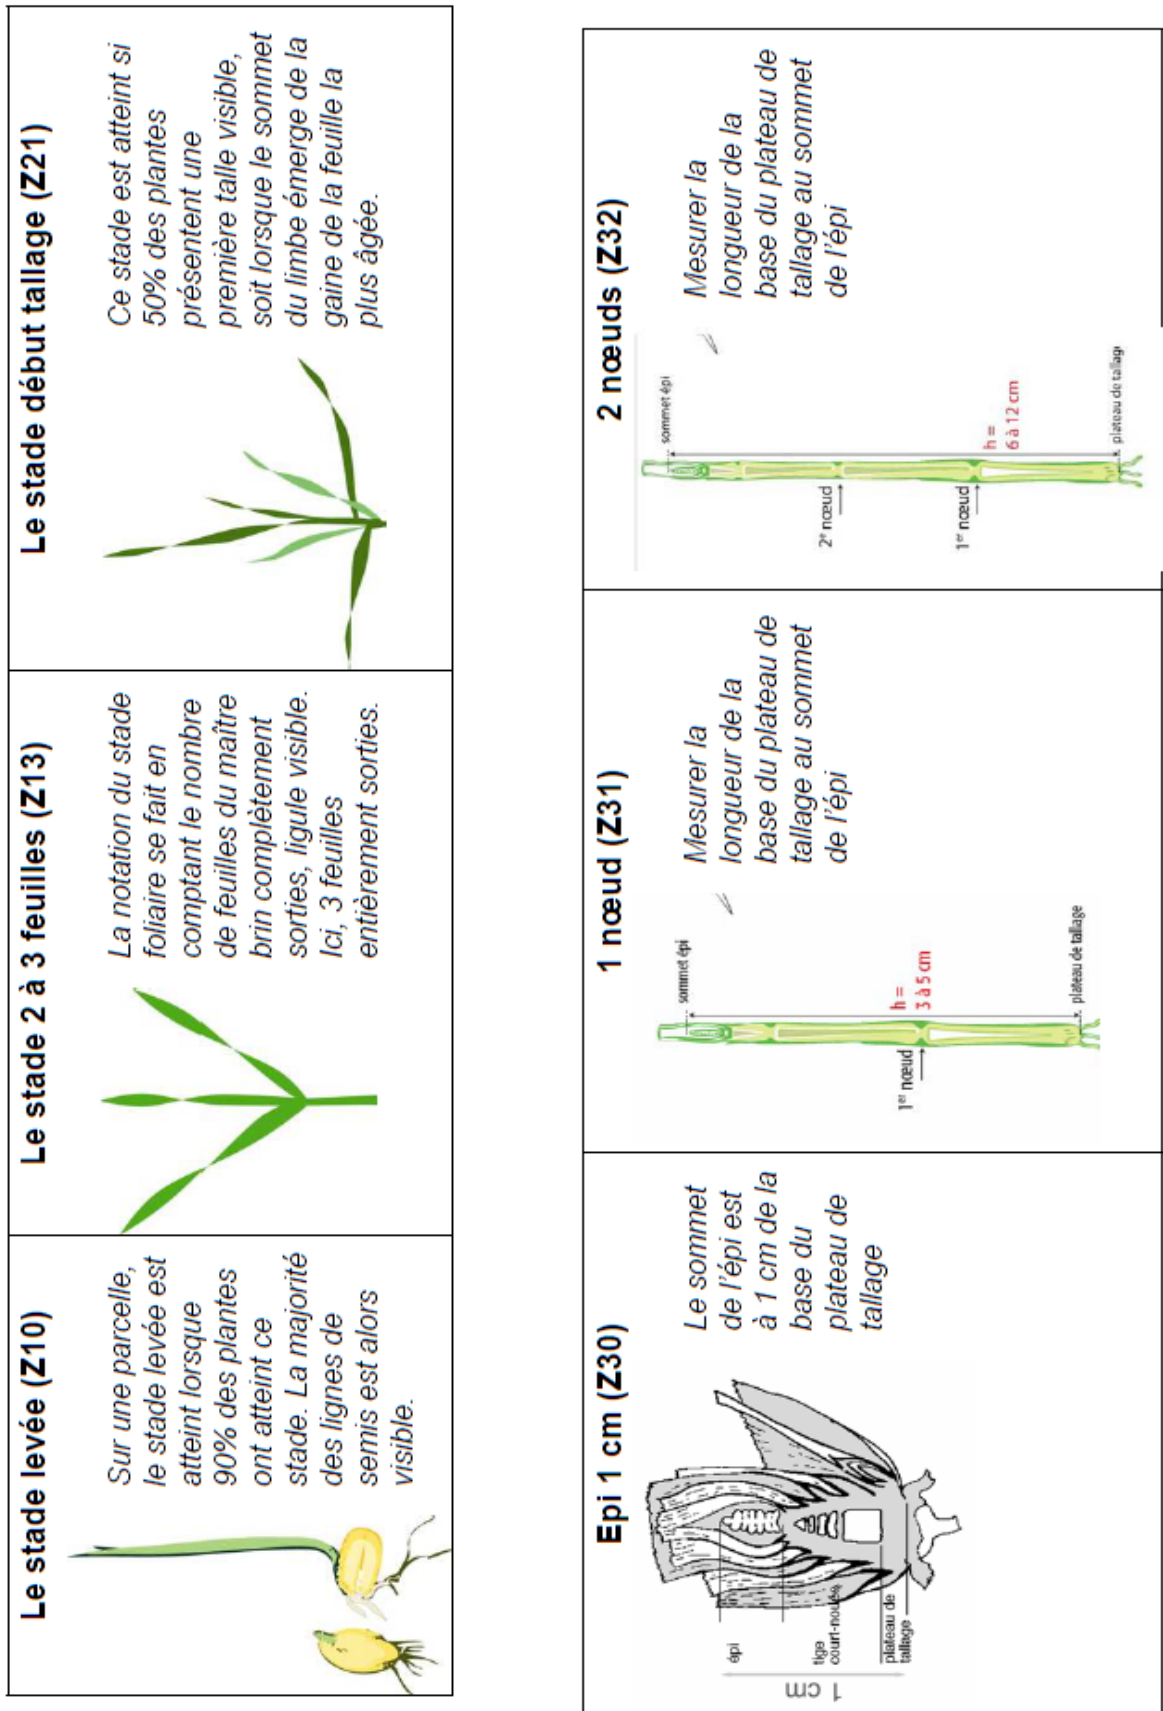 Le stade levée (Z10)
Sur une parcelle,
le stade levée est
atteint lorsque
90% des plantes
ont atteint ce
stade. La majorité
des lignes de
semis est alors
visible.
Le stade 2 à 3 feuilles (Z13)
La notation du stade
foliaire se fait en
comptant le nombre
de feuilles du maître
brin complètement
sorties, ligule visible.
Ici, 3 feuilles
entièrement sorties.
Le stade début tallage (Z21)
Ce stade est atteint si
50% des plantes
présentent une
première talle visible,
soit lorsque le sommet
du limbe émerge de la
gaine de la feuille la
plus âgée.
Epi 1 cm (Z30)
1 cm
épi
tige
court-nouée
plateau de
tallage
Le sommet
de l'épi est
à 1 cm de la
base du
plateau de
tallage
1 nœud (Z31)
sommet épi
h =
3 à 5 cm
1er nœud
plateau de tallage
Mesurer la
longueur de la
base du plateau de
tallage au sommet
de l'épi
2 nœuds (Z32)
sommet épi
2e nœud
h =
6 à 12 cm
1er nœud
plateau de tallag
Mesurer la
longueur de la
base du plateau de
tallage au sommet
de l'épi